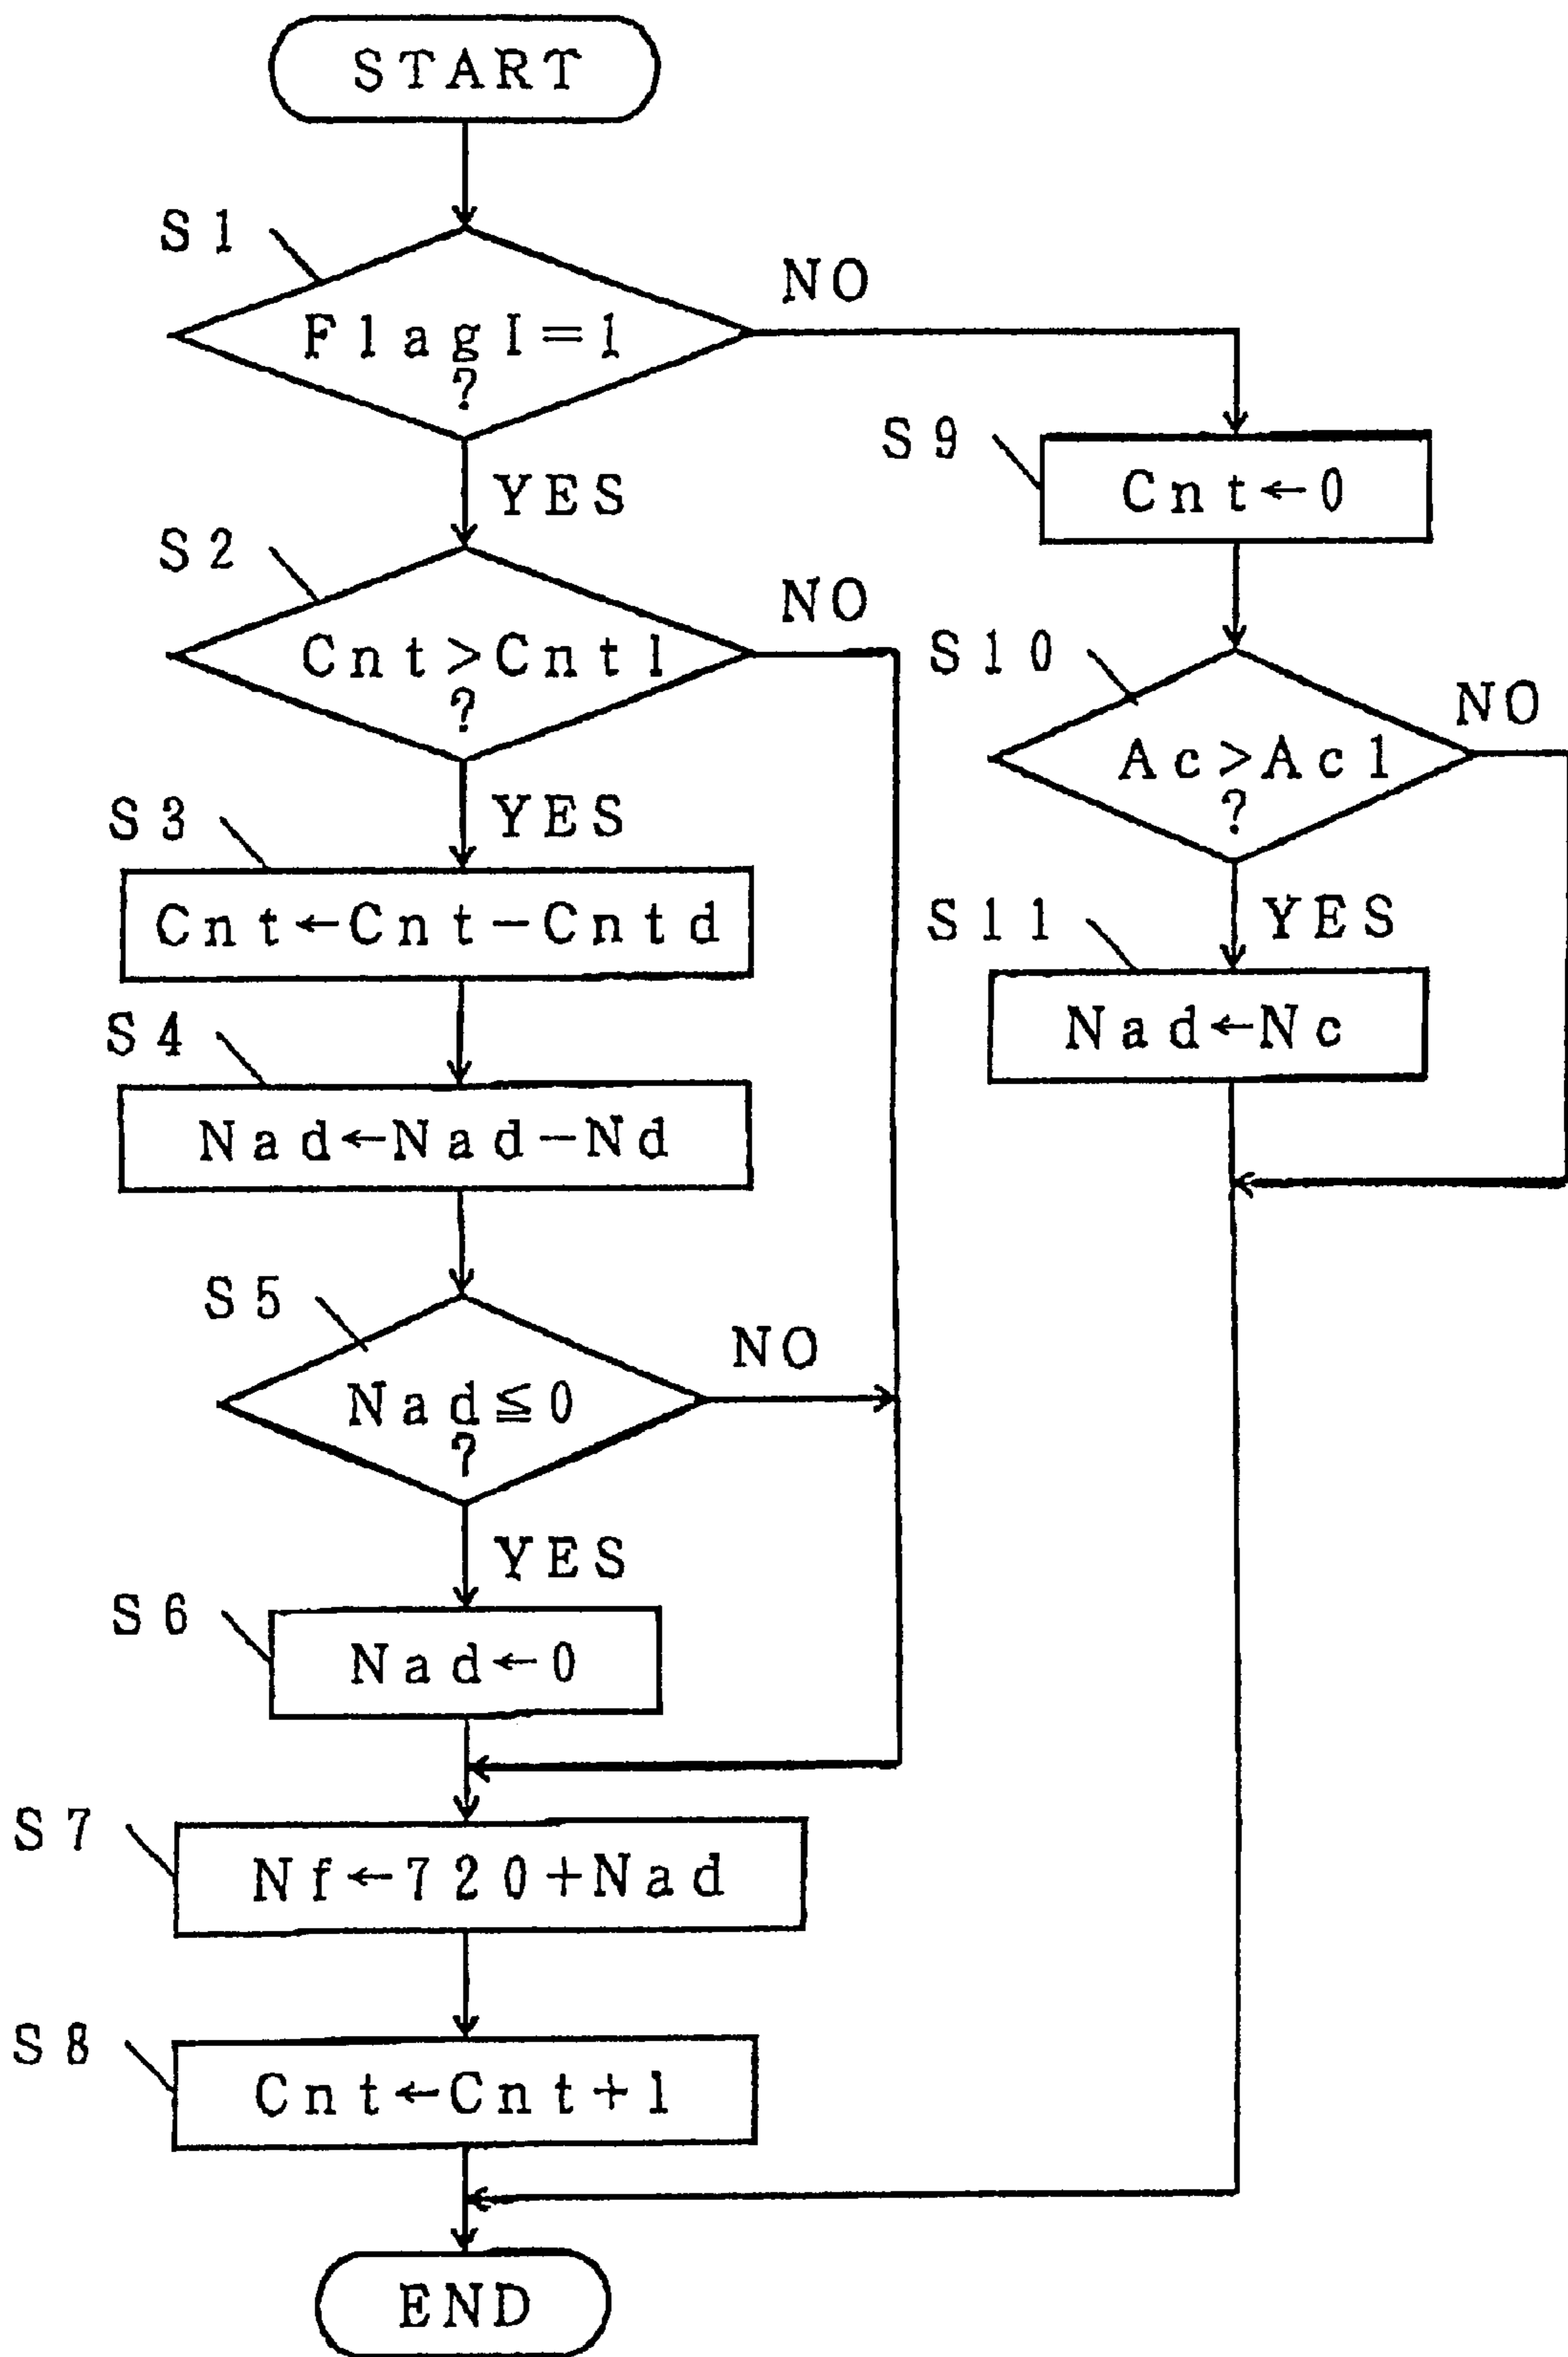 START
S1
FlagI=1
?
NO
YES
S2
Cnt>Cnt1
?
NO
YES
S3
Cnt←Cnt-Cntd
S4
Nad←Nad-Nd
S5
Nad≦0
?
NO
YES
S6
Nad←0
S7
Nf←720+Nad
S8
Cnt←Cnt+1
END
S9
Cnt←0
S10
Ac>Ac1
?
NO
YES
S11
Nad←Nc